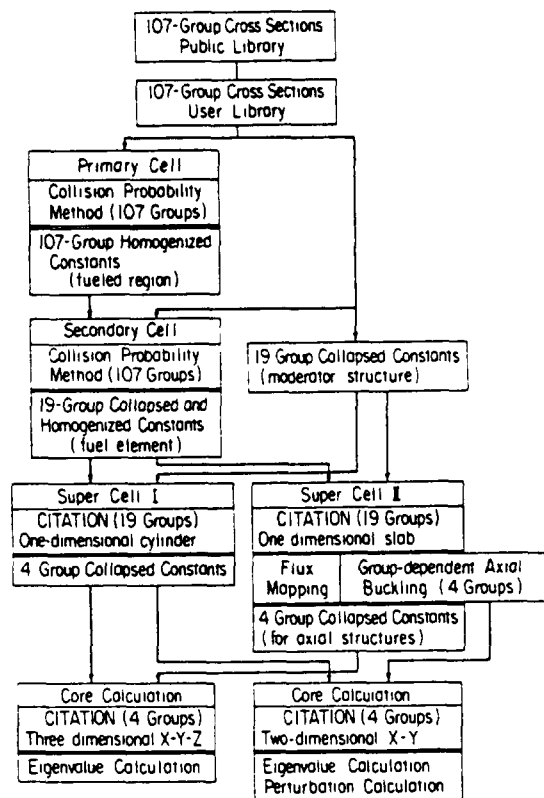 107-Group Cross Sections
Public Library
107-Group Cross Sections
User Library
Primary Cell
Collision Probability
Method (107 Groups)
107-Group Homogenized
Constants
(fueled region)
Secondary Cell
Collision Probability
Method (107 Groups)
19-Group Collapsed and
Homogenized Constants
(fuel element)
19 Group Collapsed Constants
(moderator structure)
Super Cell I
CITATION (19 Groups)
One-dimensional cylinder
4 Group Collapsed Constants
Super Cell II
CITATION (19 Groups)
One dimensional slab
Flux
Mapping
Group-dependent Axial
Buckling (4 Groups)
4 Group Collapsed Constants
(for axial structures)
Core Calculation
CITATION (4 Groups)
Three dimensional X-Y-Z
Eigenvalue Calculation
Core Calculation
CITATION (4 Groups)
Two-dimensional X-Y
Eigenvalue Calculation
Perturbation Calculation